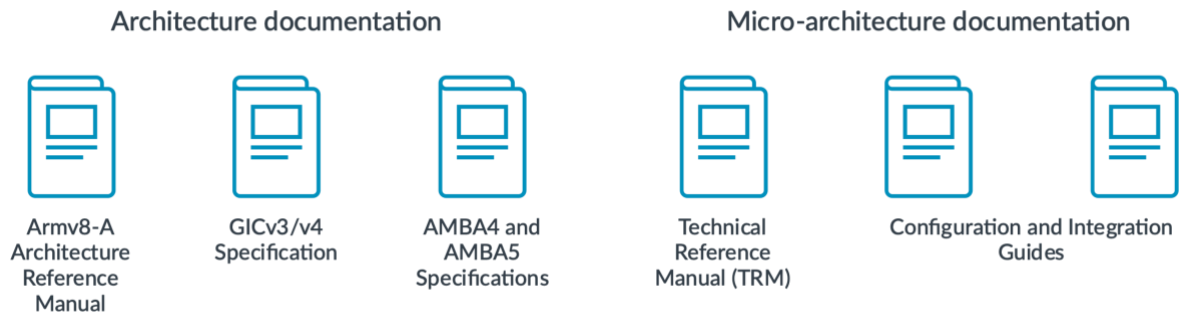 Architecture documentation
Micro-architecture documentation
Armv8-A
Architecture
Reference
Manual
GICv3/v4
Specification
AMBA4 and
AMBA5
Specifications
Technical
Reference
Manual (TRM)
Configuration and Integration
Guides